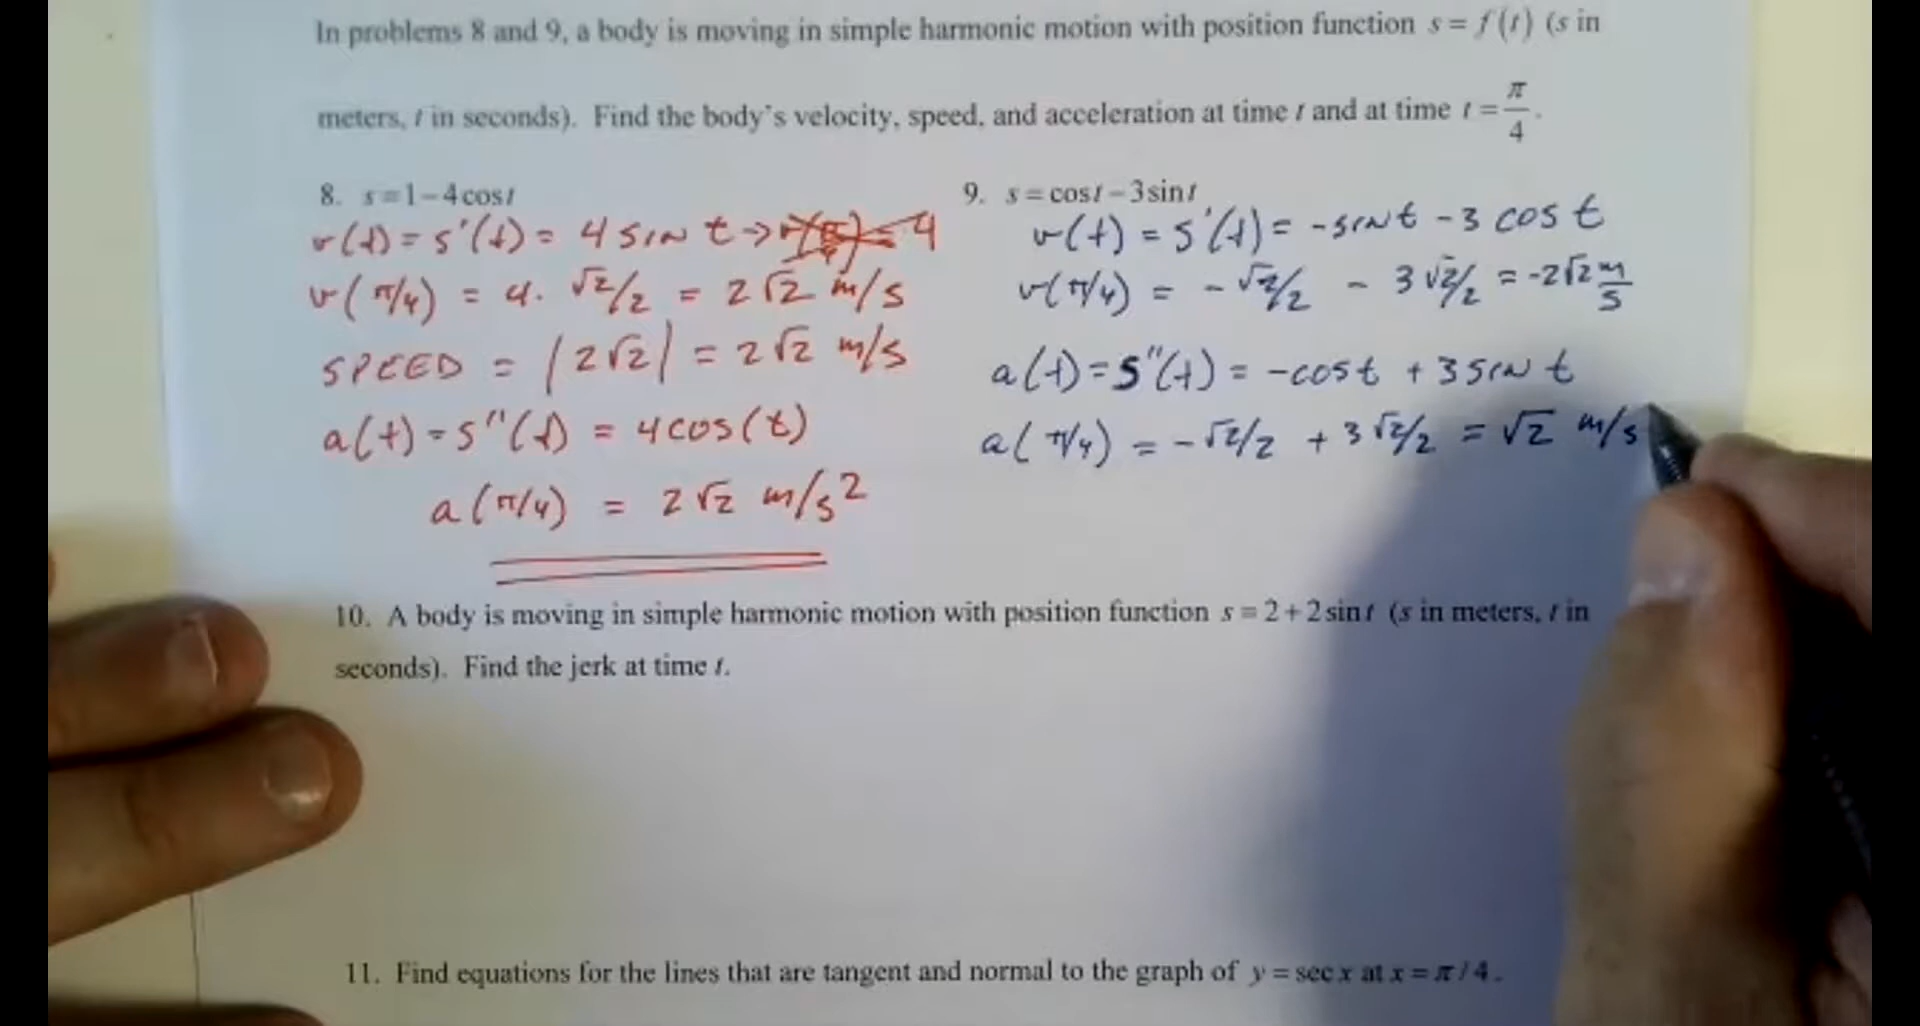 In problems 8 and 9, a body is moving in simple harmonic motion with position function s = f(t) (s in
meters, t in seconds). Find the body's velocity, speed, and acceleration at time t and at time t = π/4.
8. s = 1 − 4cos t
v(t) = s'(t) = 4 SIN t →
v(π/4) = 4 · √2/2 = 2√2 m/s
SPEED = |2√2| = 2√2 m/s
a(t) = s''(t) = 4cos(t)
a(π/4) = 2√2 m/s2
9. s = cos t − 3sin t
v(t) = s'(t) = -SINt - 3 cos t
v(π/4) = - √2/2 - 3√2/2 = -2√2 m/s
a(t) = s''(t) = -cost + 3 SIN t
a(π/4) = -√2/2 + 3√2/2 = √2 m/s
10. A body is moving in simple harmonic motion with position function s = 2 + 2sin t (s in meters, t in
seconds). Find the jerk at time t.
11. Find equations for the lines that are tangent and normal to the graph of y = sec x at x = π/4.